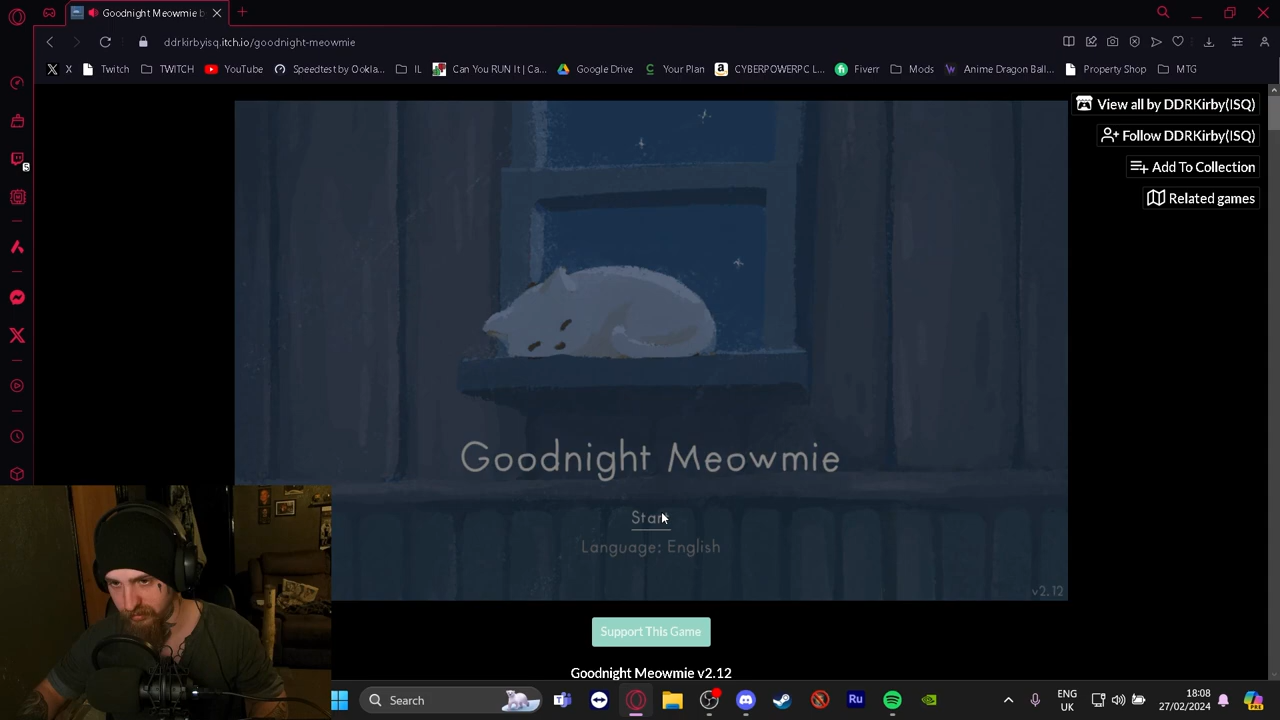 Goodnight Meowmie b
ddrkirbyisq.itch.io/goodnight-meowmie
X
Twitch
TWITCH
YouTube
Speedtest by Ookla...
IL
Can You RUN It | Ca...
Google Drive
Your Plan
CYBERPOWERPC L...
Fiverr
Mods
Anime Dragon Ball...
Property Shop
MTG
View all by DDRKirby(ISQ)
Follow DDRKirby(ISQ)
Add To Collection
Related games
Goodnight Meowmie
Start
Language: English
v2.12
Support This Game
Goodnight Meowmie v2.12
Search
Ru
ENG
UK
18:08
27/02/2024